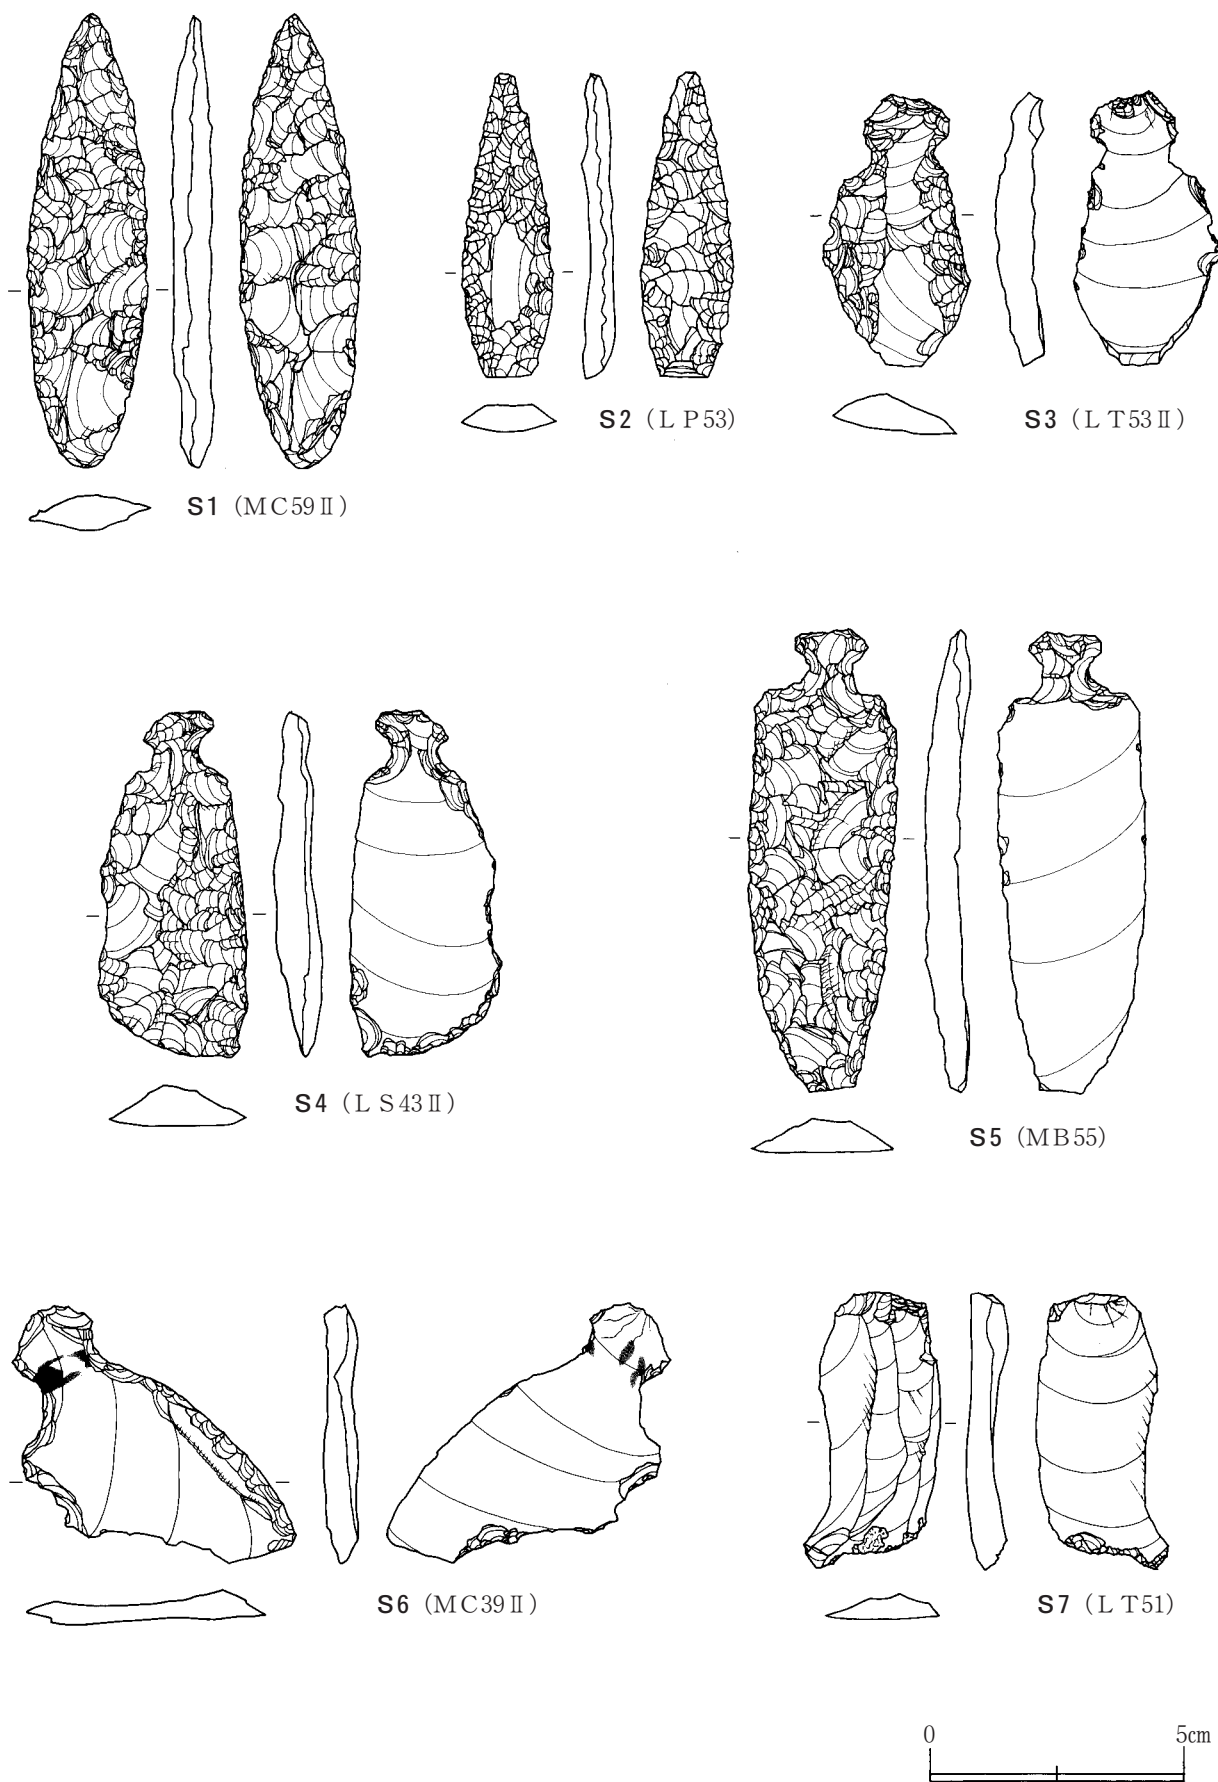 S1 (MC59Ⅱ)
S2 (LP53)
S3 (LT53Ⅱ)
S4 (LS43Ⅱ)
S5 (MB55)
S6 (MC39Ⅱ)
S7 (LT51)
0 5㎝